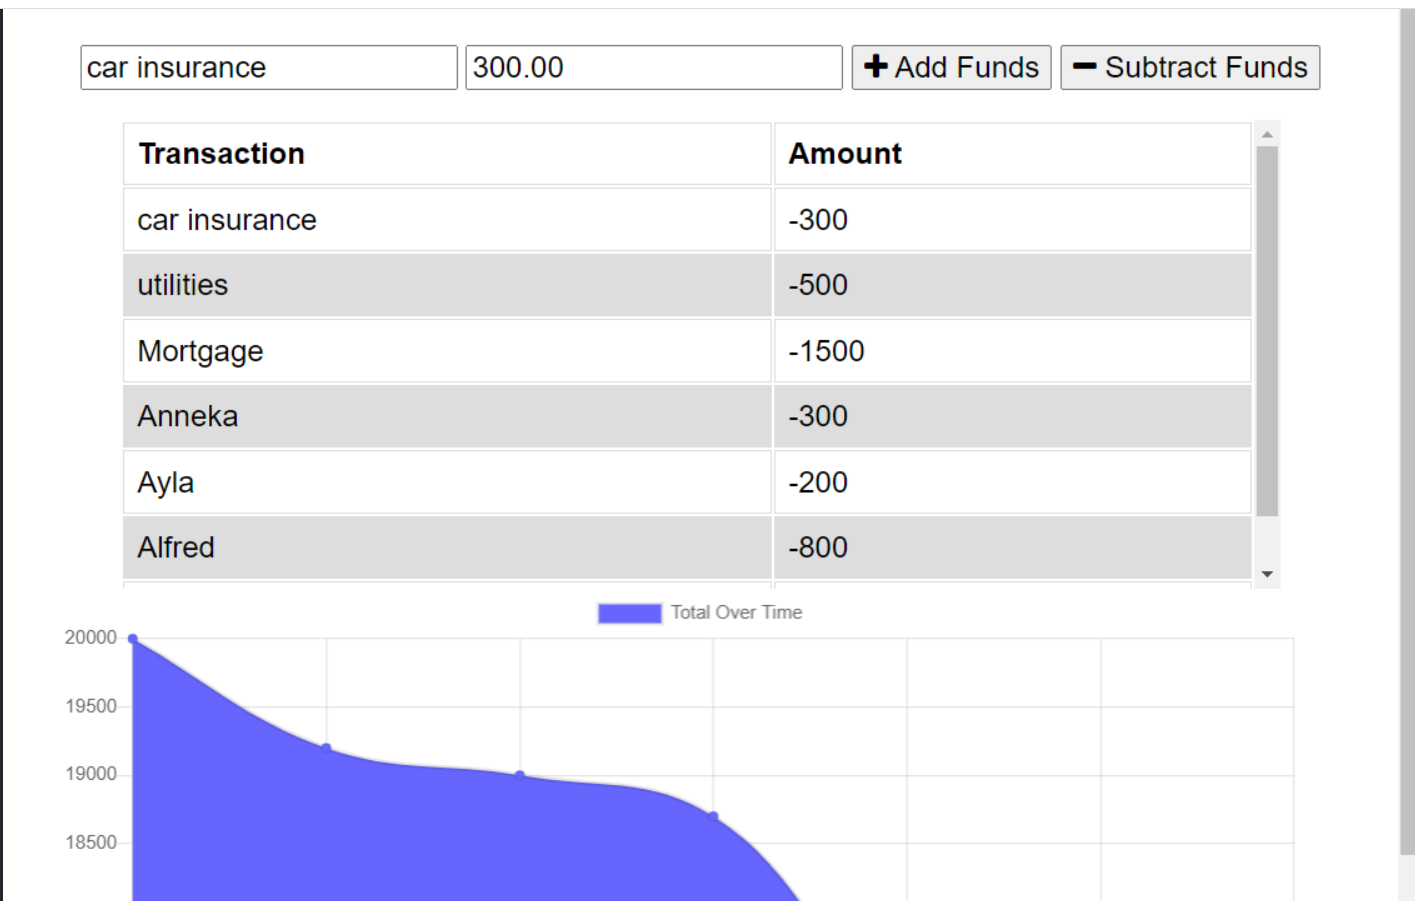 car insurance 300.00 Add Funds Subtract Funds
Transaction Amount
car insurance -300
utilities -500
Mortgage -1500
Anneka -300
Ayla -200
Alfred -800
Total Over Time
20000
19500
19000
18500